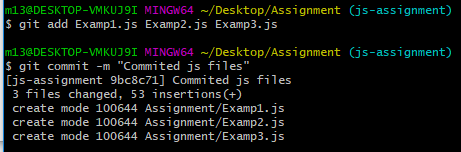 m13@DESKTOP-VMKUJ9I MINGW64 ~/Desktop/Assignment (js-assignment)
$ git add Examp1.js Examp2.js Examp3.js
m13@DESKTOP-VMKUJ9I MINGW64 ~/Desktop/Assignment (js-assignment)
$ git commit -m "Commited js files"
[js-assignment 9bc8c71] Commited js files
3 files changed, 53 insertions(+)
create mode 100644 Assignment/Examp1.js
create mode 100644 Assignment/Examp2.js
create mode 100644 Assignment/Examp3.js